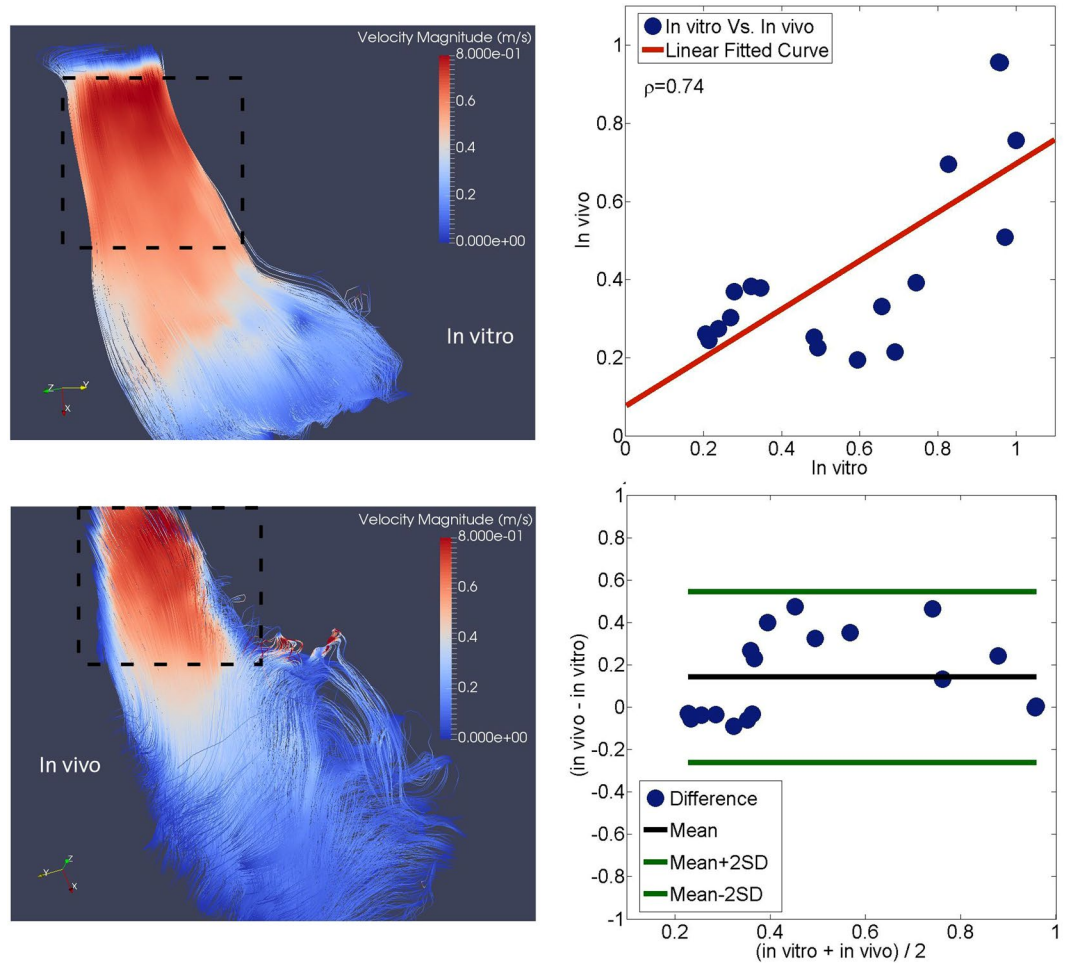 Velocity Magnitude (m/s)
8.000e-01
0.6
0.4
0.2
0.000e+00
In vitro
Z
Y
X
In vitro Vs. In vivo
Linear Fitted Curve
ρ=0.74
1
0.8
0.6
0.4
0.2
0
In vivo
0
0.2
0.4
0.6
0.8
1
In vitro
Velocity Magnitude (m/s)
8.000e-01
0.6
0.4
0.2
0.000e+00
In vivo
Z
Y
X
1
0.8
0.6
0.4
0.2
0
-0.2
-0.4
-0.6
-0.8
-1
(in vivo - in vitro)
Difference
Mean
Mean+2SD
Mean-2SD
0.2
0.4
0.6
0.8
1
(in vitro + in vivo) / 2